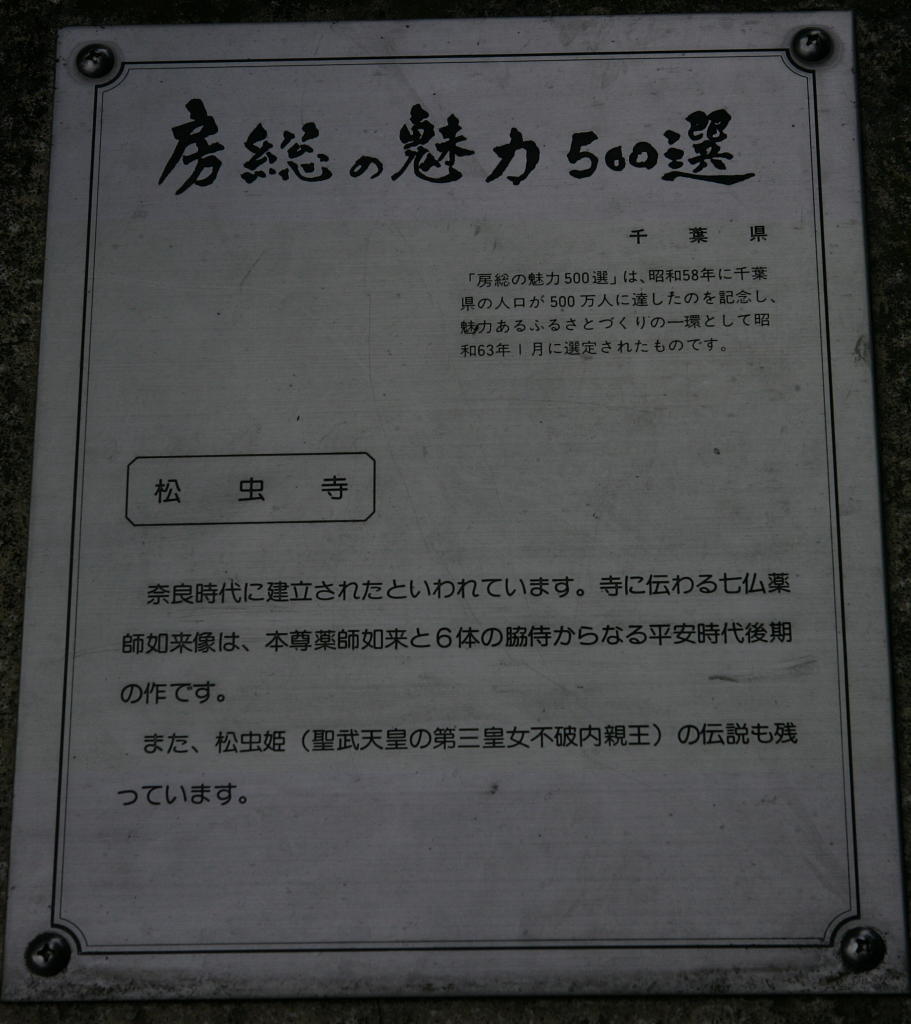 房総の魅力500選
千葉県
「房総の魅力500選」は、昭和58年に千葉
県の人口が500万人に達したのを記念し、
魅力あるふるさとづくりの一環として昭
和63年1月に選定されたものです。
松虫寺
奈良時代に建立されたといわれています。寺に伝わる七仏薬
師如来像は、本尊薬師如来と6体の脇侍からなる平安時代後期
の作です。
また、松虫姫（聖武天皇の第三皇女不破内親王）の伝説も残
っています。